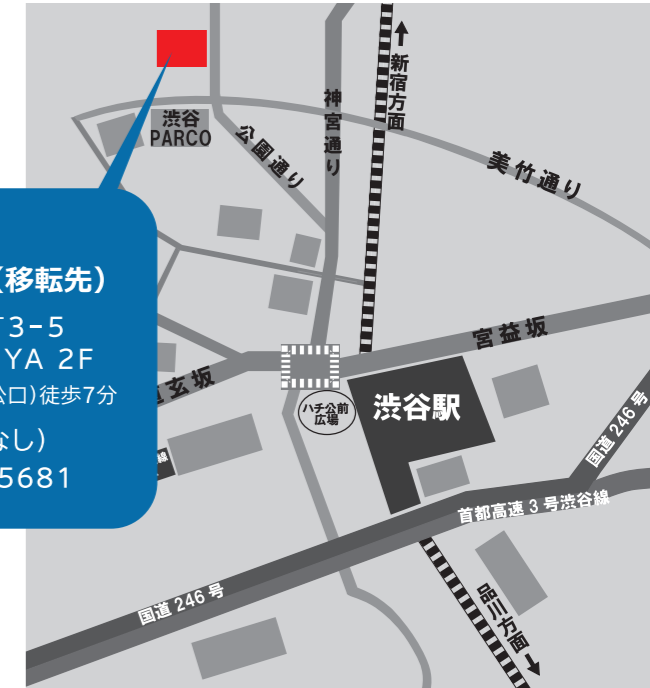 新宿方面
神宮通り
渋谷
PARCO
公園通り
美竹通り
(移転先)
3-5
YA 2F
公口)徒歩7分
なし)
5681
宮益坂
玄坂
ハチ公前
広場
渋谷駅
線
国道246号
首都高速3号渋谷線
国道246号
品川方面